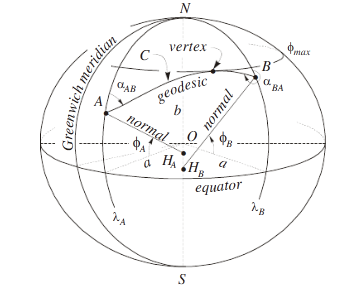 N
Greenwich meridian
C
vertex
ϕmax
B
αAB
geodesic
αBA
A
b
normal
normal
ϕA
O
ϕB
a
HA
HB
a
equator
λA
λB
S